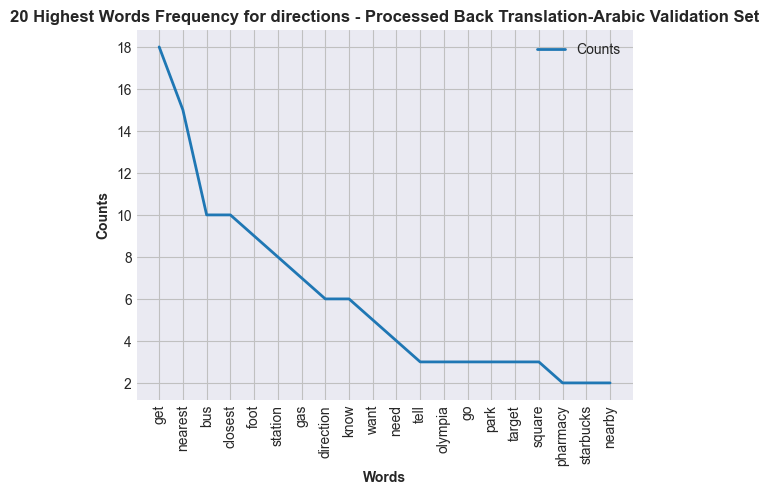 20 Highest Words Frequency for directions - Processed Back Translation-Arabic Validation Set
Counts
18
16
14
12
10
8
6
4
2
Counts
get
nearest
bus
closest
foot
station
gas
direction
know
want
need
tell
olympia
go
park
target
square
pharmacy
starbucks
nearby
Words